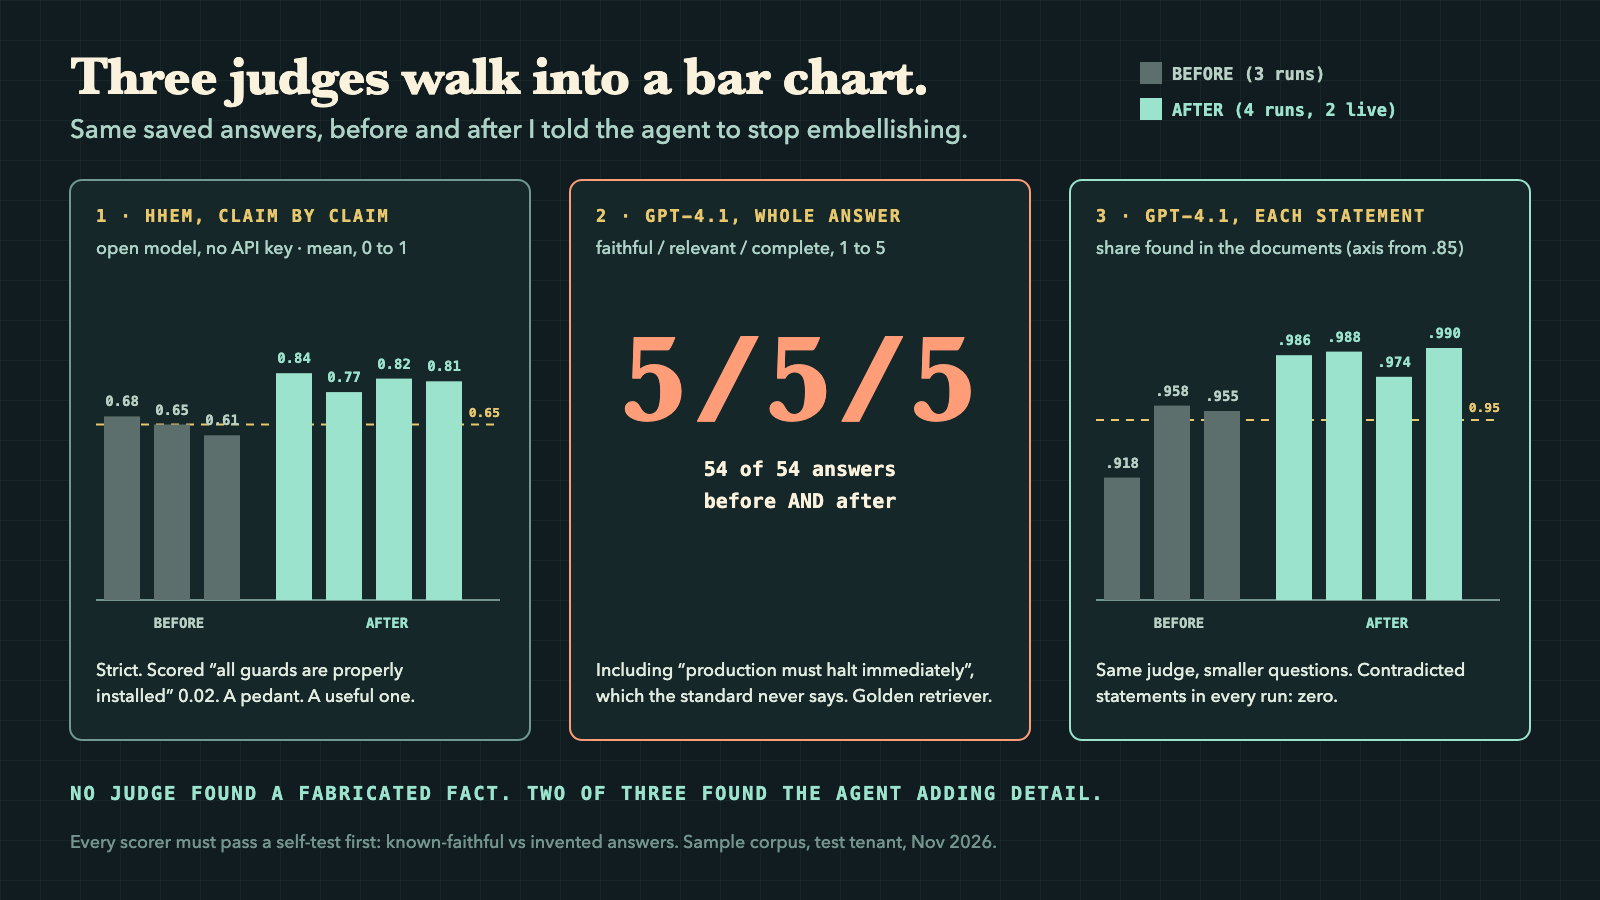 Three judges walk into a bar chart.
Same saved answers, before and after I told the agent to stop embellishing.
BEFORE (3 runs)
AFTER (4 runs, 2 live)
1 · HHEM, CLAIM BY CLAIM
open model, no API key · mean, 0 to 1
0.68
0.65
0.61
0.84
0.77
0.82
0.81
0.65
BEFORE
AFTER
Strict. Scored “all guards are properly
installed” 0.02. A pedant. A useful one.
2 · GPT–4.1, WHOLE ANSWER
faithful / relevant / complete, 1 to 5
5/5/5
54 of 54 answers
before AND after
Including “production must halt immediately”,
which the standard never says. Golden retriever.
3 · GPT–4.1, EACH STATEMENT
share found in the documents (axis from .85)
.918
.958
.955
.986
.988
.974
.990
0.95
BEFORE
AFTER
Same judge, smaller questions. Contradicted
statements in every run: zero.
NO JUDGE FOUND A FABRICATED FACT. TWO OF THREE FOUND THE AGENT ADDING DETAIL.
Every scorer must pass a self-test first: known-faithful vs invented answers. Sample corpus, test tenant, Nov 2026.